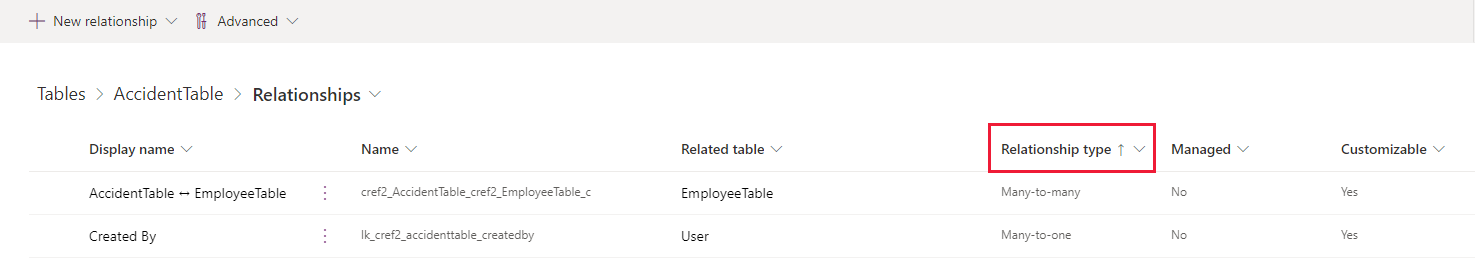 New relationship Advanced
Tables > AccidentTable > Relationships
Display name Name Related table Relationship type ↑ Managed Customizable
AccidentTable ↔ EmployeeTable cref2_AccidentTable_cref2_EmployeeTable_c EmployeeTable Many-to-many No Yes
Created By lk_cref2_accidenttable_createdby User Many-to-one No Yes